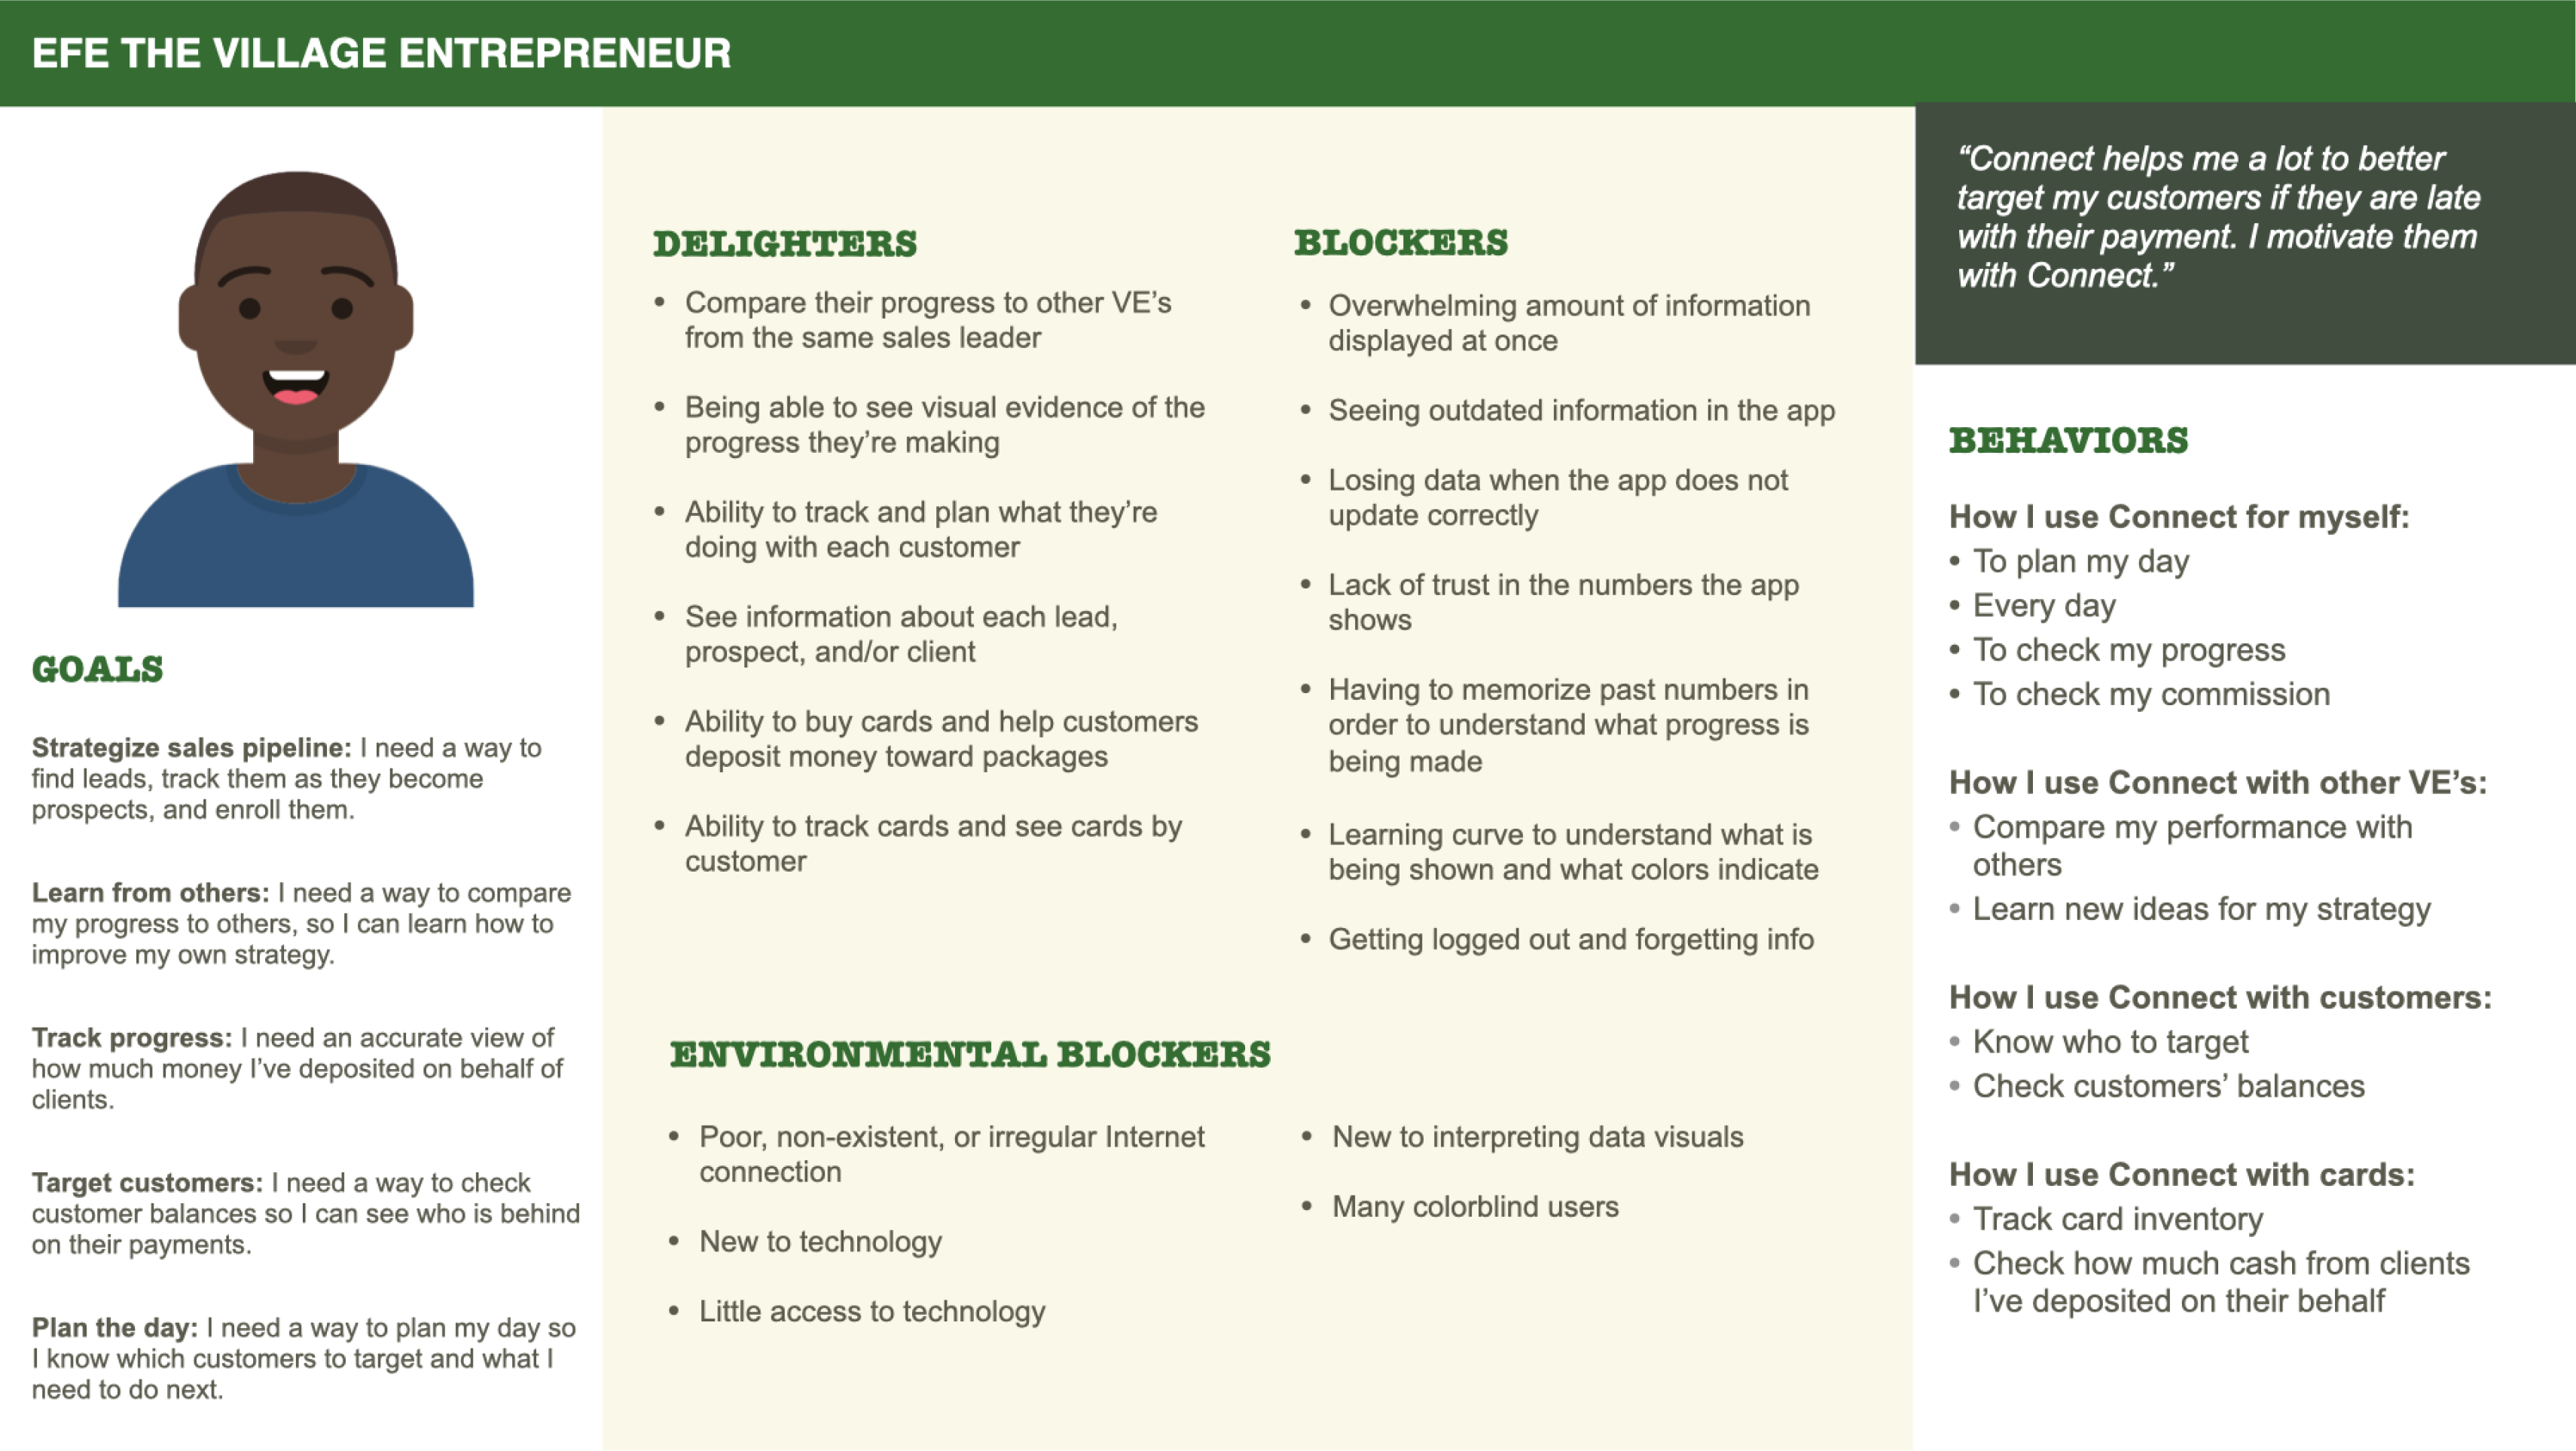 EFE THE VILLAGE ENTREPRENEUR
GOALS
Strategize sales pipeline: I need a way to
find leads, track them as they become
prospects, and enroll them.
Learn from others: I need a way to compare
my progress to others, so I can learn how to
improve my own strategy.
Track progress: I need an accurate view of
how much money I’ve deposited on behalf of
clients.
Target customers: I need a way to check
customer balances so I can see who is behind
on their payments.
Plan the day: I need a way to plan my day so
I know which customers to target and what I
need to do next.
DELIGHTERS
• Compare their progress to other VE’s
from the same sales leader
• Being able to see visual evidence of the
progress they’re making
• Ability to track and plan what they’re
doing with each customer
• See information about each lead,
prospect, and/or client
• Ability to buy cards and help customers
deposit money toward packages
• Ability to track cards and see cards by
customer
BLOCKERS
• Overwhelming amount of information
displayed at once
• Seeing outdated information in the app
• Losing data when the app does not
update correctly
• Lack of trust in the numbers the app
shows
• Having to memorize past numbers in
order to understand what progress is
being made
• Learning curve to understand what is
being shown and what colors indicate
• Getting logged out and forgetting info
ENVIRONMENTAL BLOCKERS
• Poor, non-existent, or irregular Internet
connection
• New to technology
• Little access to technology
• New to interpreting data visuals
• Many colorblind users
“Connect helps me a lot to better
target my customers if they are late
with their payment. I motivate them
with Connect.”
BEHAVIORS
How I use Connect for myself:
• To plan my day
• Every day
• To check my progress
• To check my commission
How I use Connect with other VE’s:
• Compare my performance with
others
• Learn new ideas for my strategy
How I use Connect with customers:
• Know who to target
• Check customers’ balances
How I use Connect with cards:
• Track card inventory
• Check how much cash from clients
I’ve deposited on their behalf